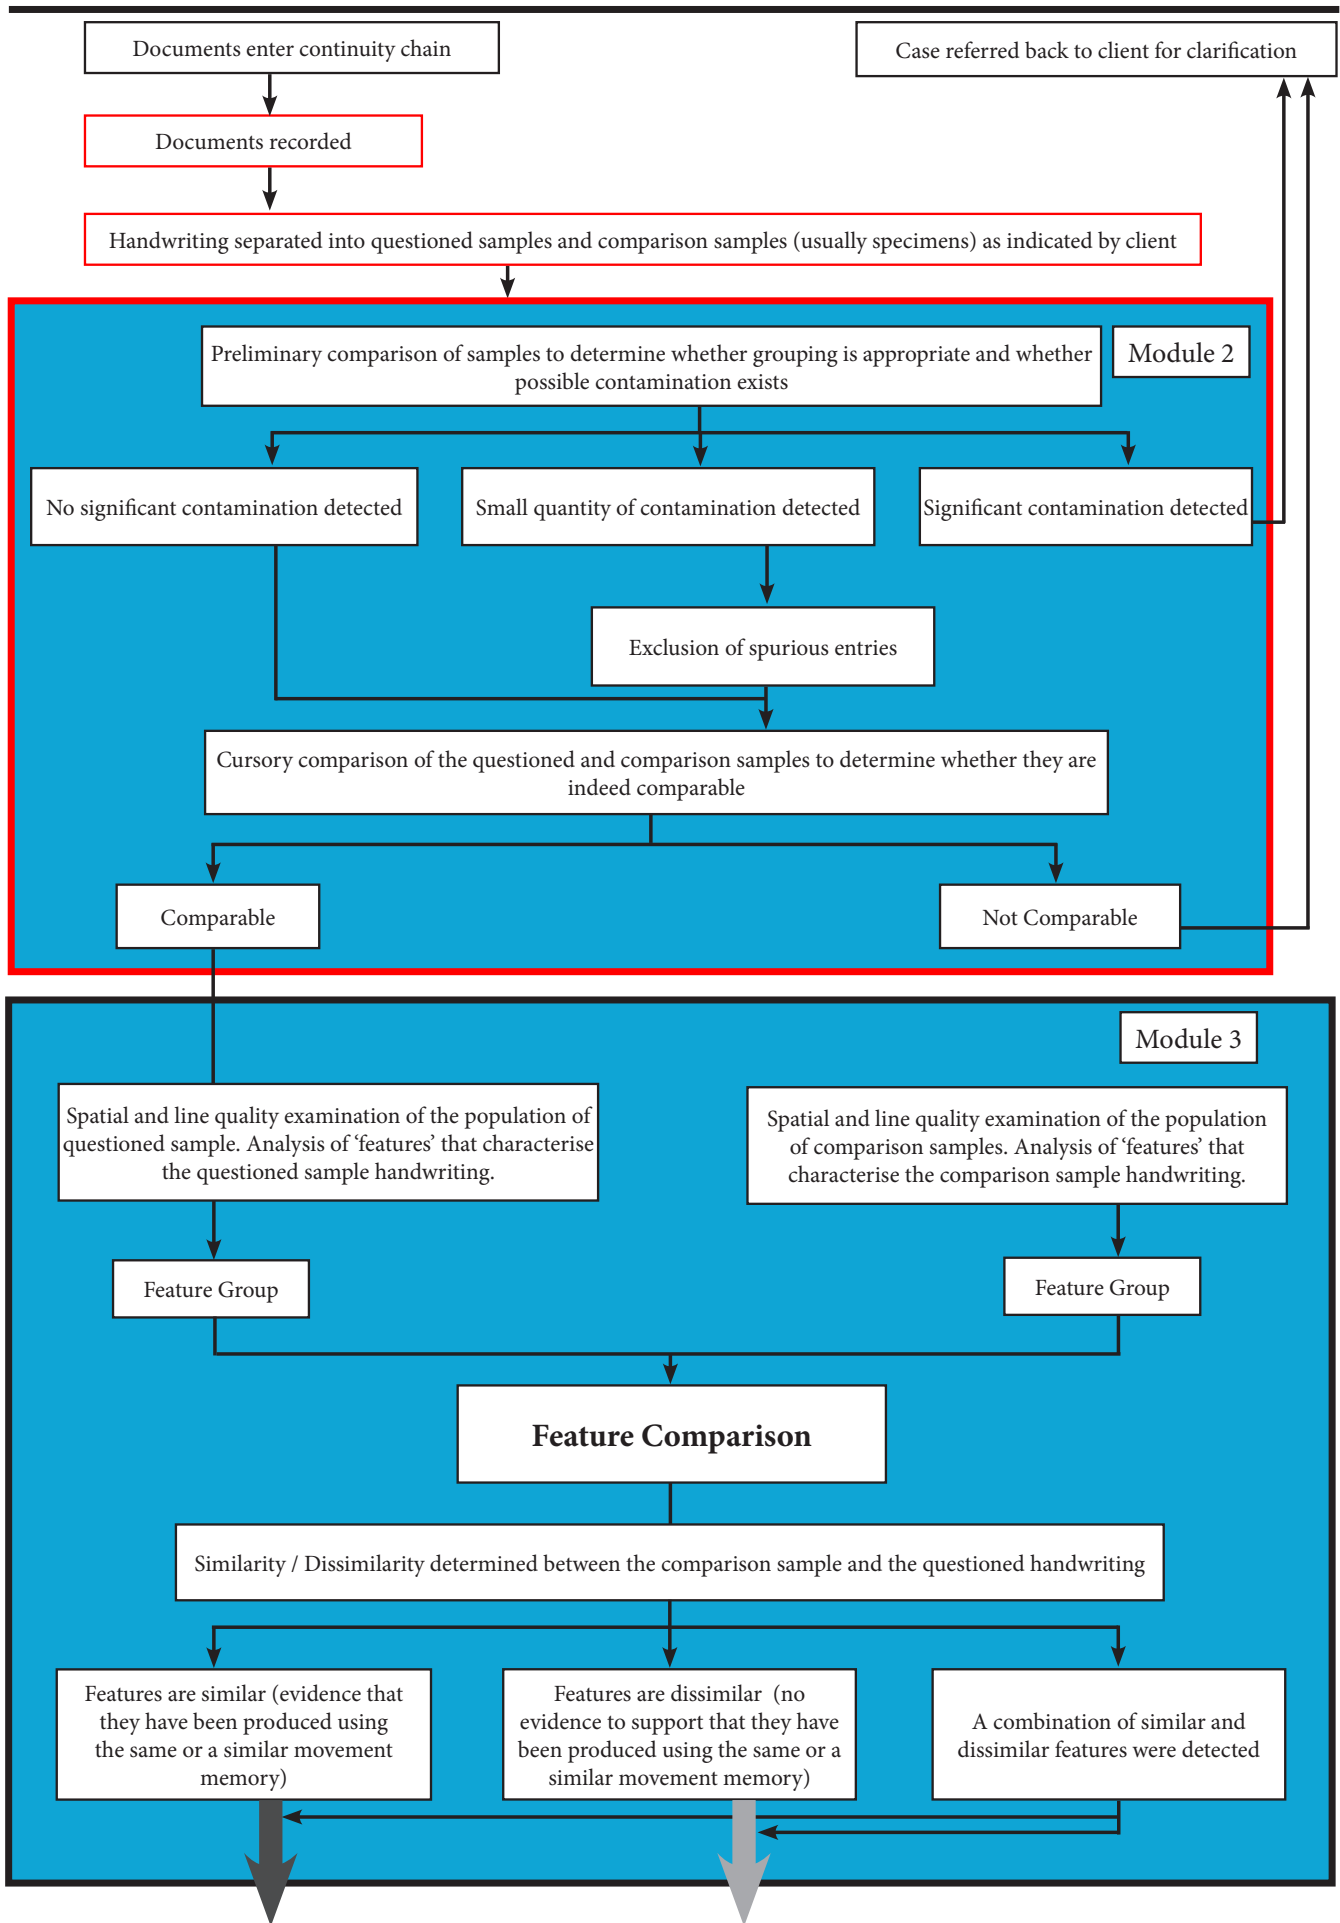 Documents enter continuity chain
Case referred back to client for clarification
Documents recorded
Handwriting separated into questioned samples and comparison samples (usually specimens) as indicated by client
Module 2
Preliminary comparison of samples to determine whether grouping is appropriate and whether
possible contamination exists
No significant contamination detected
Small quantity of contamination detected
Significant contamination detected
Exclusion of spurious entries
Cursory comparison of the questioned and comparison samples to determine whether they are
indeed comparable
Comparable
Not Comparable
Module 3
Spatial and line quality examination of the population of
questioned sample. Analysis of ‘features’ that characterise
the questioned sample handwriting.
Spatial and line quality examination of the population
of comparison samples. Analysis of ‘features’ that
characterise the comparison sample handwriting.
Feature Group
Feature Group
Feature Comparison
Similarity / Dissimilarity determined between the comparison sample and the questioned handwriting
Features are similar (evidence that
they have been produced using
the same or a similar movement
memory)
Features are dissimilar (no
evidence to support that they have
been produced using the same or a
similar movement memory)
A combination of similar and
dissimilar features were detected